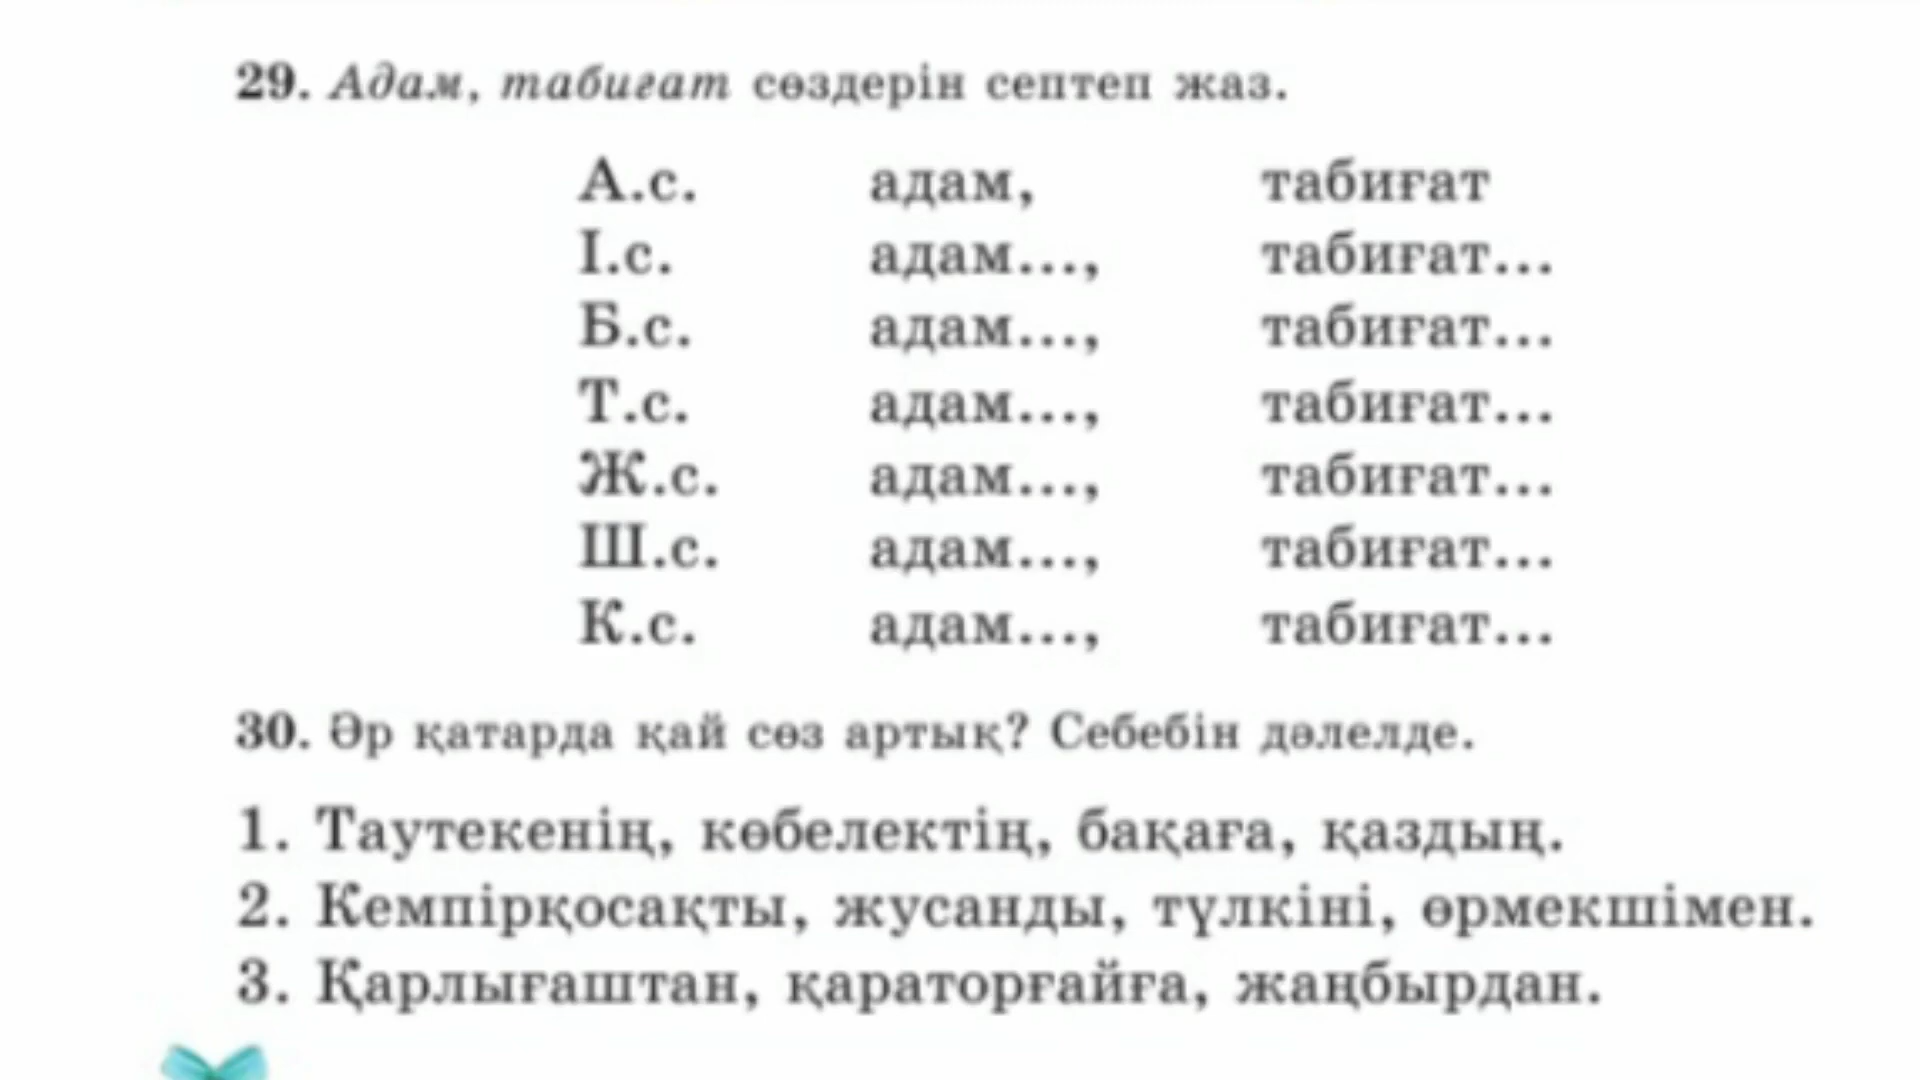 29. Адам, табиғат сөздерін септеп жаз.
А.с. адам, табиғат
І.с. адам..., табиғат...
Б.с. адам..., табиғат...
Т.с. адам..., табиғат...
Ж.с. адам..., табиғат...
Ш.с. адам..., табиғат...
К.с. адам..., табиғат...
30. Әр қатарда қай сөз артық? Себебін дәлелде.
1. Таутекенің, көбелектің, бақаға, қаздың.
2. Кемпірқосақты, жусанды, түлкіні, өрмекшімен.
3. Қарлығаштан, қараторғайға, жаңбырдан.